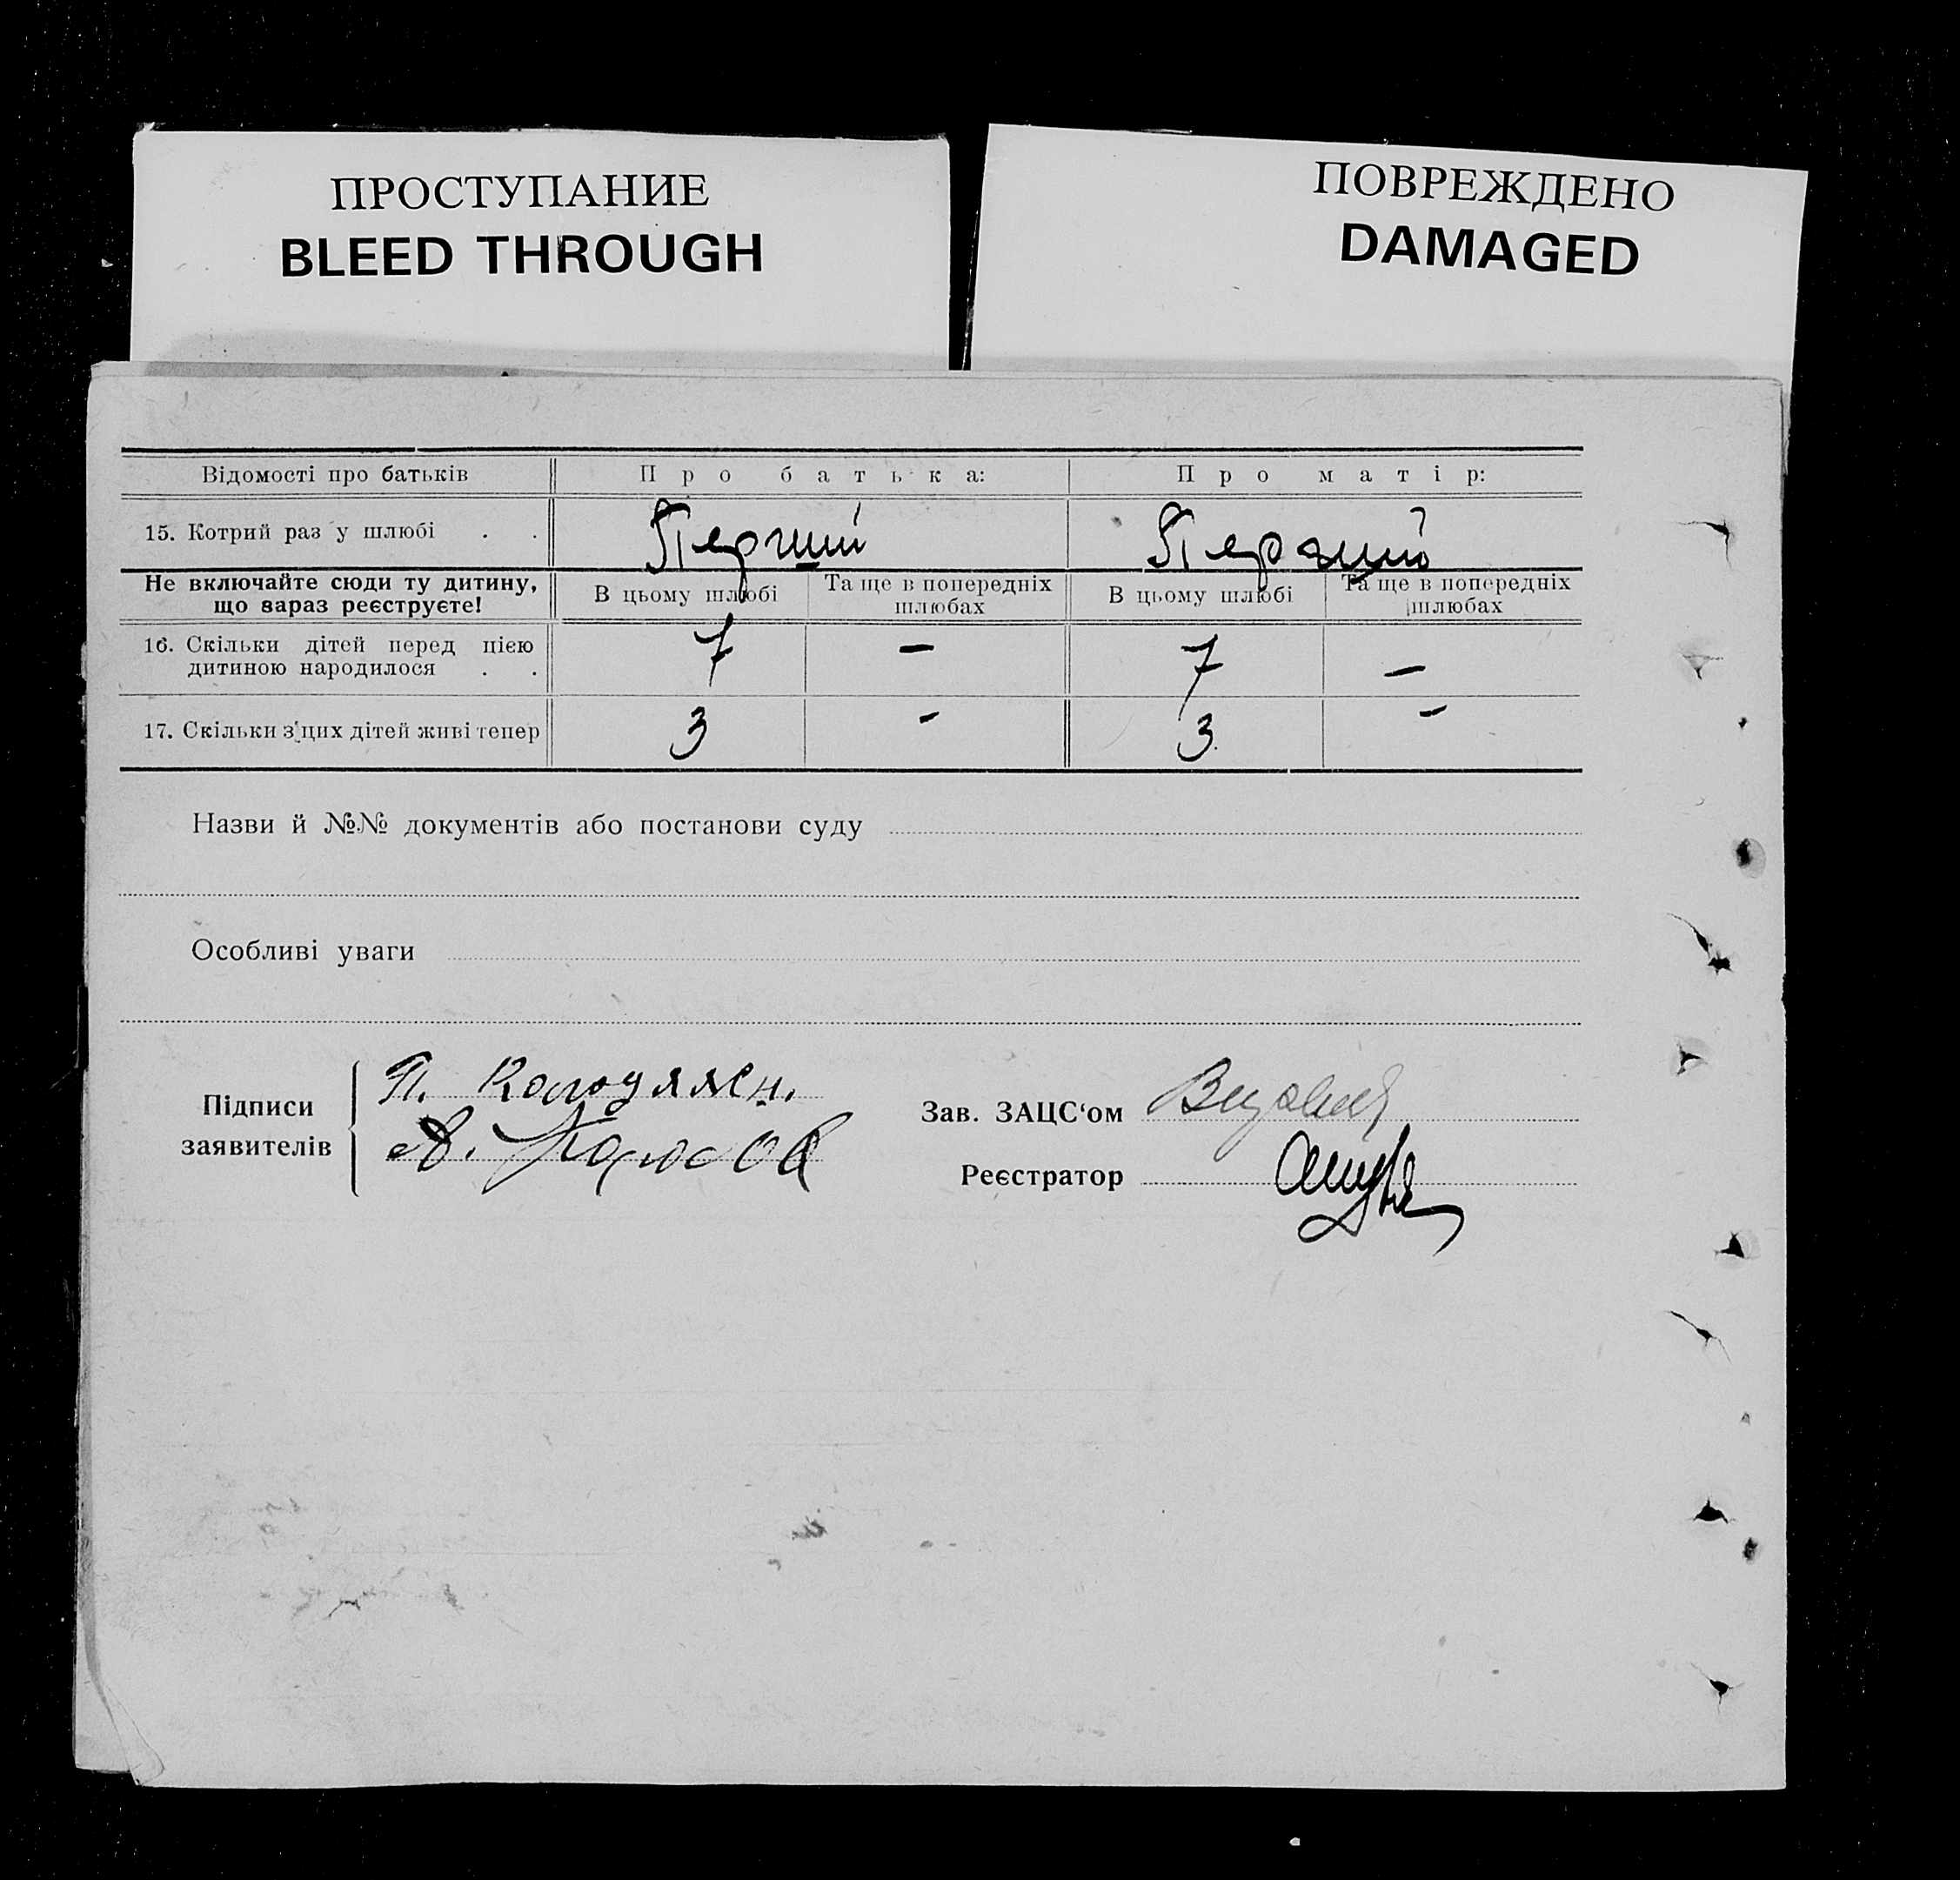 ПРОСТУПАНИЕ
BLEED THROUGH
ПОВРЕЖДЕНО
DAMAGED
Відомості про батьків Про батька: Про матір:
15. Котрий раз у шлюбі . . Перший Перший
Не включайте сюди ту дитину, що зараз реєструєте! В цьому шлюбі Та ще в попередніх шлюбах В цьому шлюбі Та ще в попередніх шлюбах
16. Скільки дітей перед цією дитиною народилося . . 7 — 7 —
17. Скільки з цих дітей живі тепер 3 - 3 -
Назви й №№ документів або постанови суду
Особливі уваги
Підписи заявителів
П. Колодяжн.
А.
Зав. ЗАЦС‘ом
Реєстратор